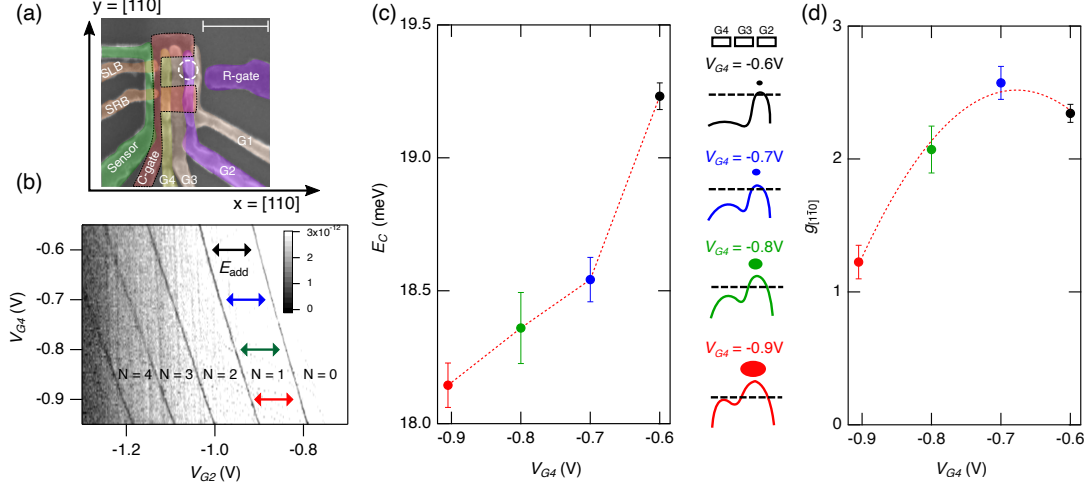 (a)
y = [110]
SLB
SRB
Sensor
C-gate
G4
G3
G2
G1
R-gate
x = [110]
(b)
3x10⁻¹²
2
1
0
E_add
N = 4
N = 3
N = 2
N = 1
N = 0
-0.6
-0.7
-0.8
-0.9
V_G4 (V)
-1.2
-1.0
-0.8
V_G2 (V)
(c)
19.5
19.0
18.5
18.0
E_C (meV)
-0.9
-0.8
-0.7
-0.6
V_G4 (V)
G4 G3 G2
V_G4 = -0.6V
V_G4 = -0.7V
V_G4 = -0.8V
V_G4 = -0.9V
(d)
3
2
1
0
g_[11̅0]
-0.9
-0.8
-0.7
-0.6
V_G4 (V)